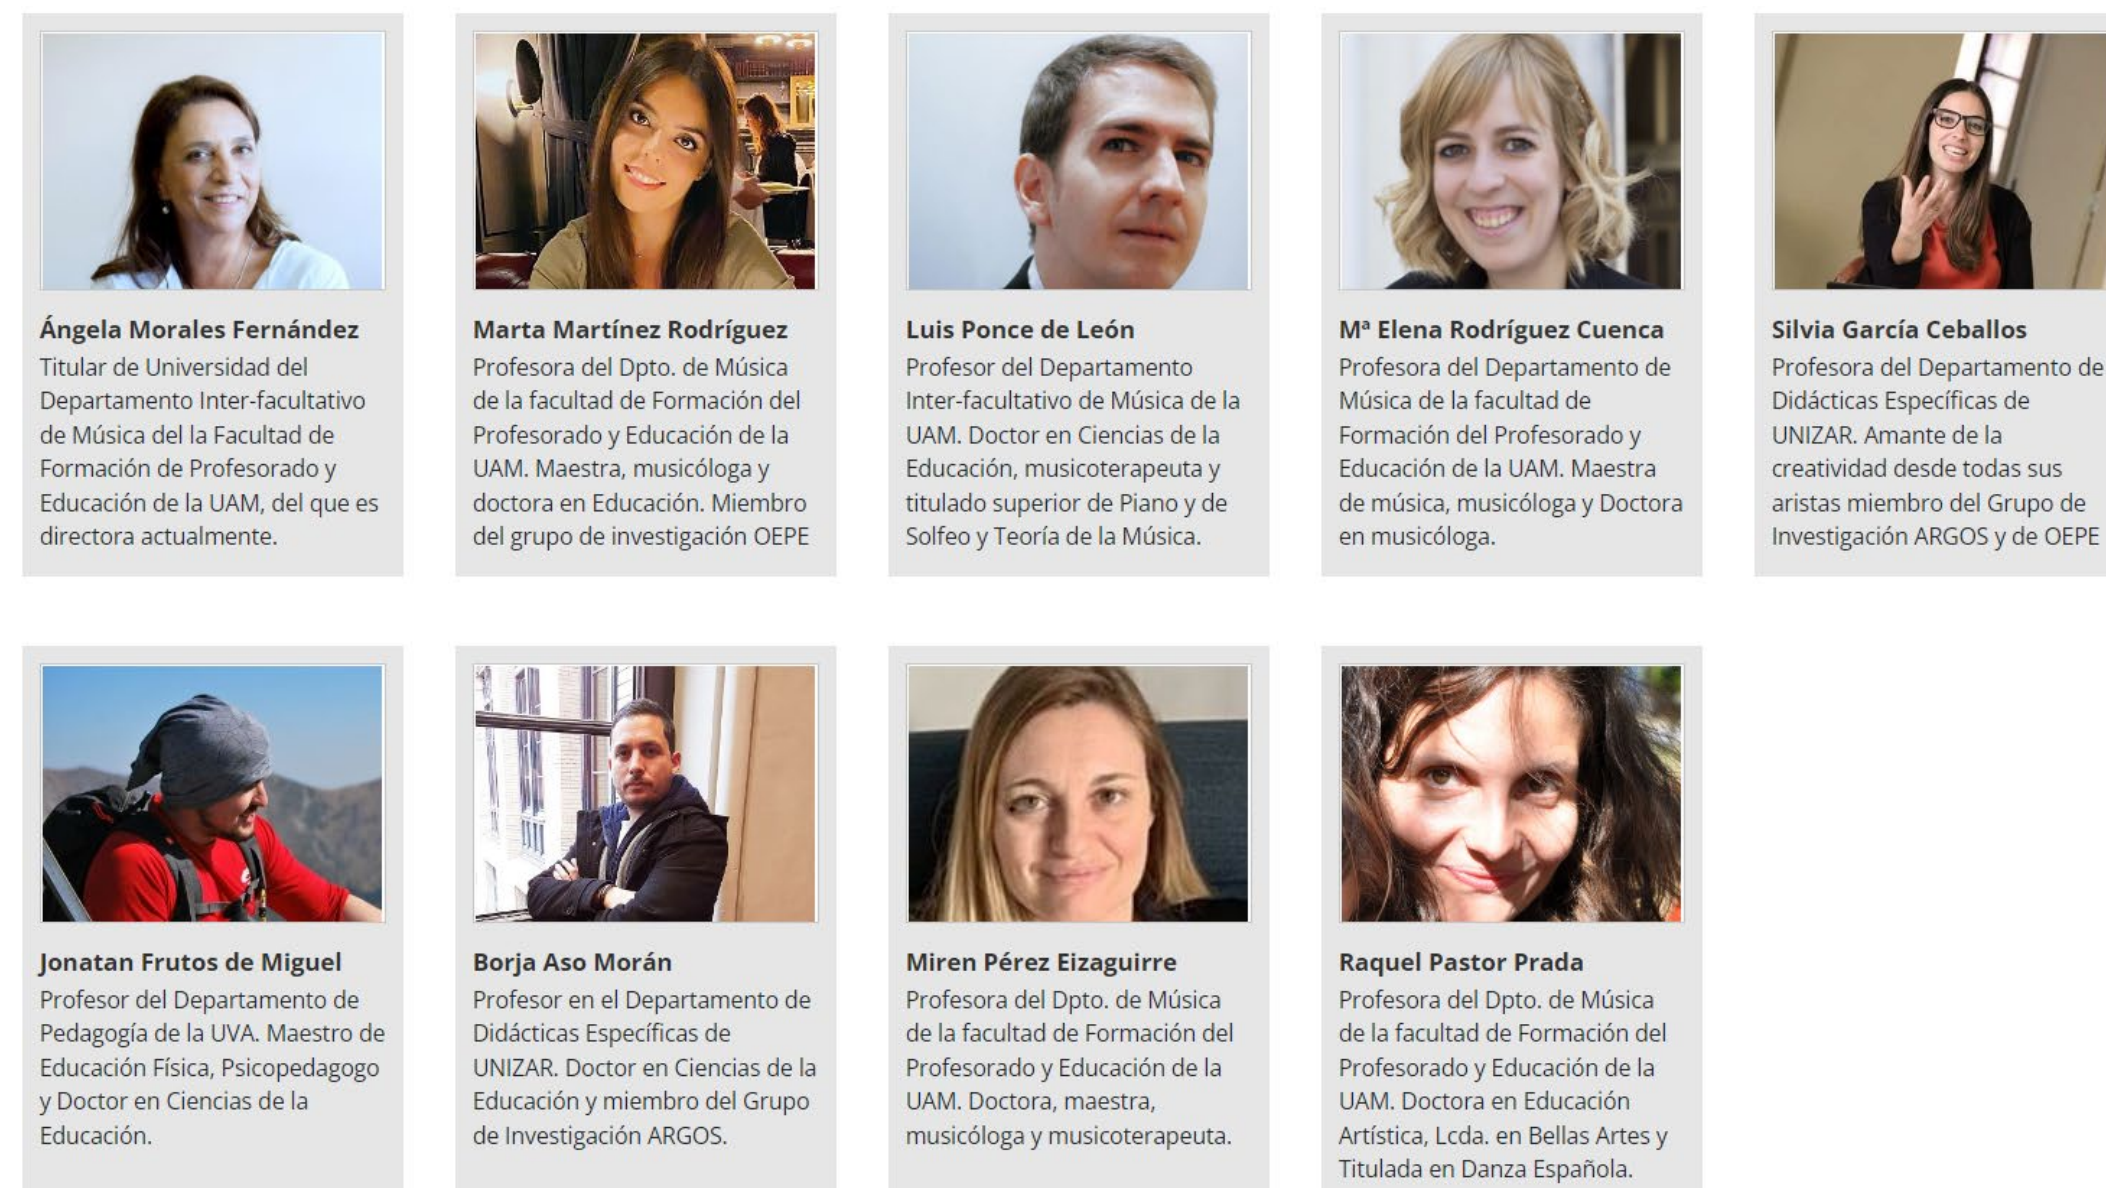 Ángela Morales Fernández
Titular de Universidad del
Departamento Inter-facultativo
de Música del la Facultad de
Formación de Profesorado y
Educación de la UAM, del que es
directora actualmente.
Marta Martínez Rodríguez
Profesora del Dpto. de Música
de la facultad de Formación del
Profesorado y Educación de la
UAM. Maestra, musicóloga y
doctora en Educación. Miembro
del grupo de investigación OEPE
Luis Ponce de León
Profesor del Departamento
Inter-facultativo de Música de la
UAM. Doctor en Ciencias de la
Educación, musicoterapeuta y
titulado superior de Piano y de
Solfeo y Teoría de la Música.
Mª Elena Rodríguez Cuenca
Profesora del Departamento de
Música de la facultad de
Formación del Profesorado y
Educación de la UAM. Maestra
de música, musicóloga y Doctora
en musicóloga.
Silvia García Ceballos
Profesora del Departamento de
Didácticas Específicas de
UNIZAR. Amante de la
creatividad desde todas sus
aristas miembro del Grupo de
Investigación ARGOS y de OEPE
Jonatan Frutos de Miguel
Profesor del Departamento de
Pedagogía de la UVA. Maestro de
Educación Física, Psicopedagogo
y Doctor en Ciencias de la
Educación.
Borja Aso Morán
Profesor en el Departamento de
Didácticas Específicas de
UNIZAR. Doctor en Ciencias de la
Educación y miembro del Grupo
de Investigación ARGOS.
Miren Pérez Eizaguirre
Profesora del Dpto. de Música
de la facultad de Formación del
Profesorado y Educación de la
UAM. Doctora, maestra,
musicóloga y musicoterapeuta.
Raquel Pastor Prada
Profesora del Dpto. de Música
de la facultad de Formación del
Profesorado y Educación de la
UAM. Doctora en Educación
Artística, Lcda. en Bellas Artes y
Titulada en Danza Española.